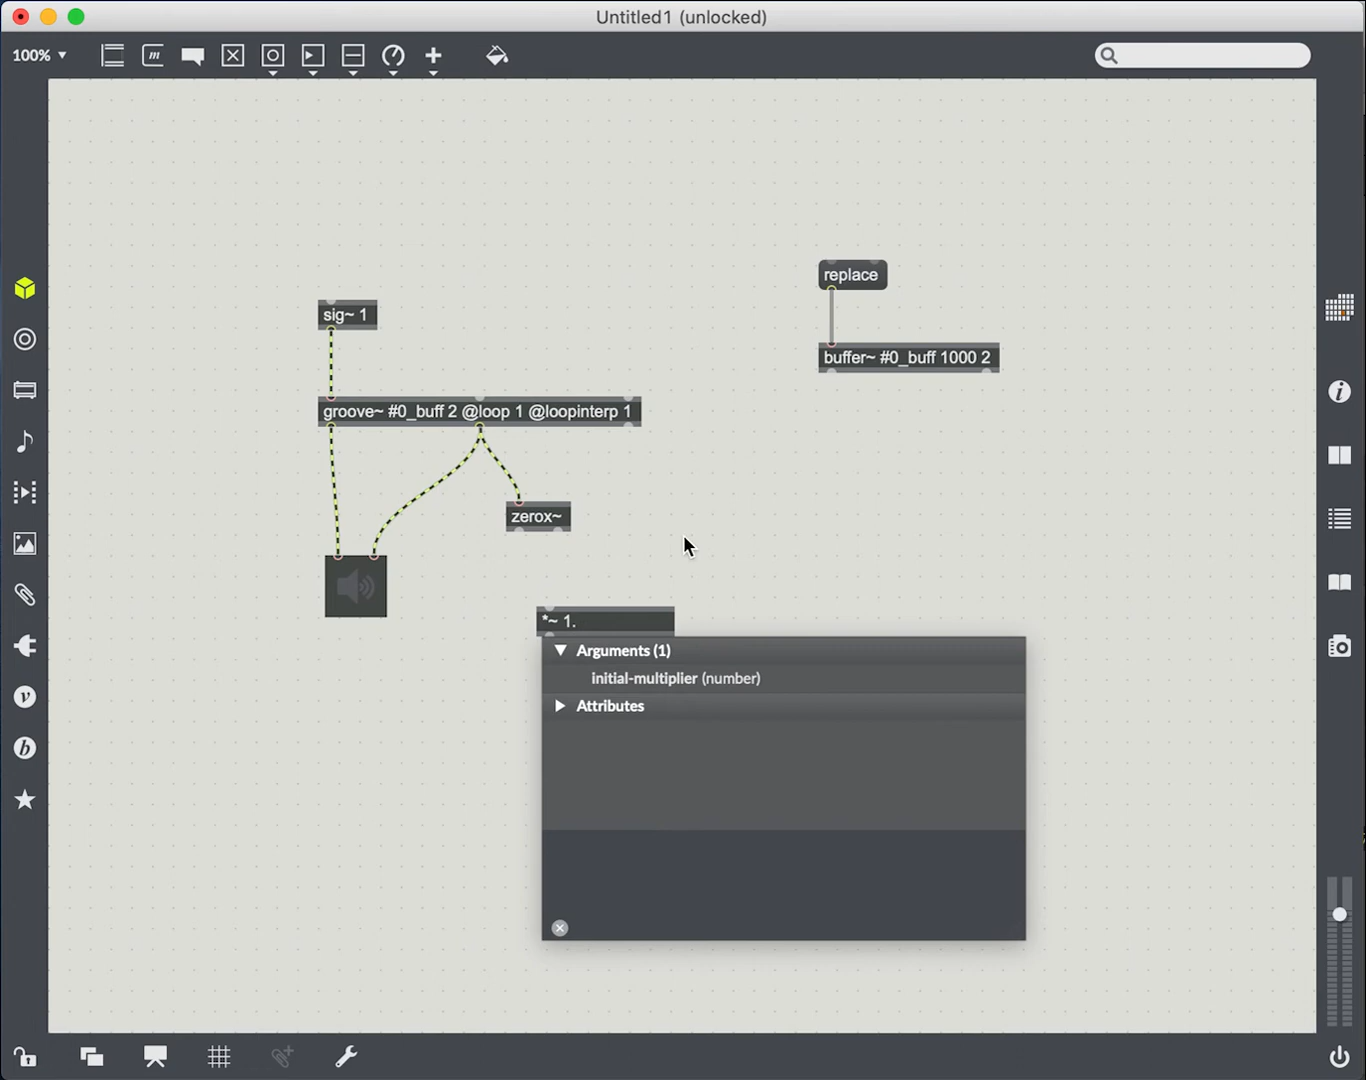 Untitled1 (unlocked)
100%
m
replace
sig~ 1
buffer~ #0_buff 1000 2
groove~ #0_buff 2 @loop 1 @loopinterp 1
zerox~
*~ 1.
Arguments (1)
initial-multiplier (number)
Attributes
i
v
b